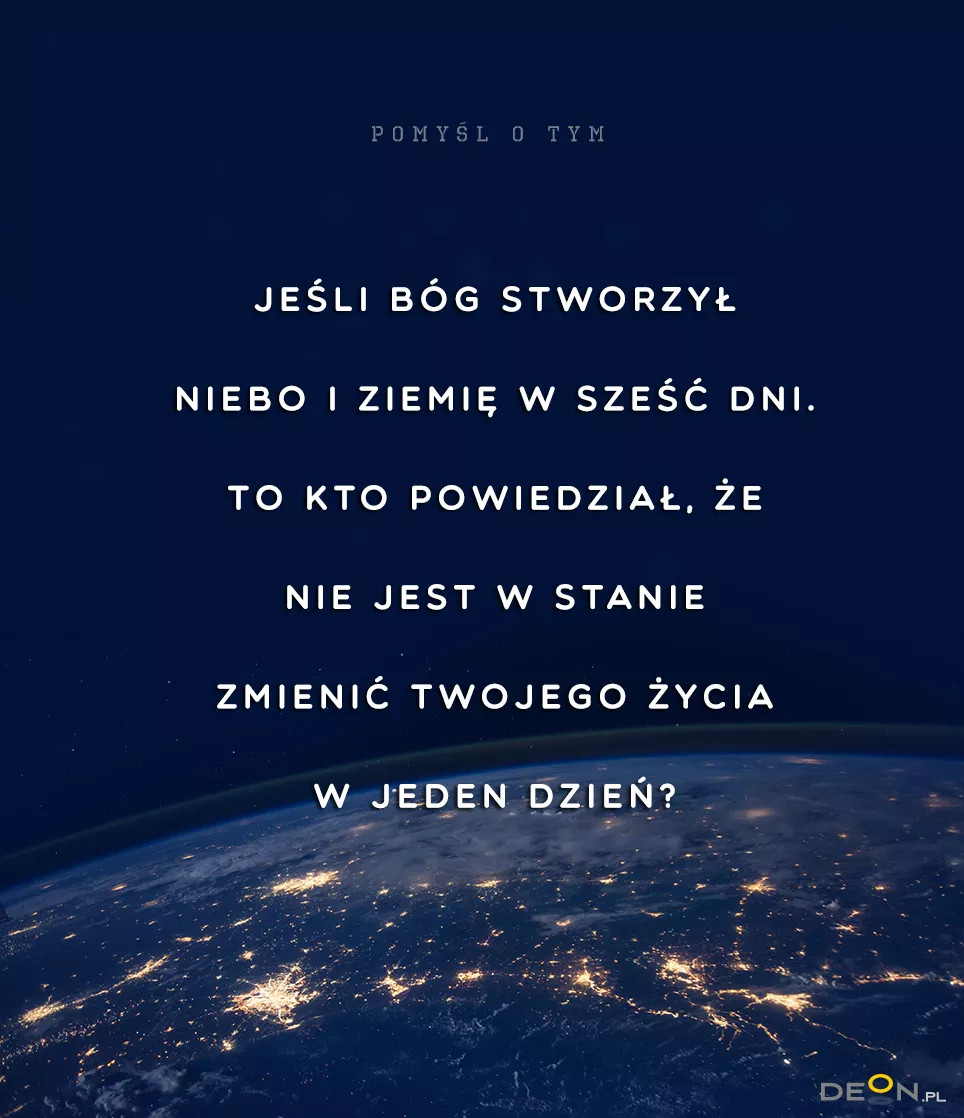 POMYŚL O TYM
JEŚLI BÓG STWORZYŁ
NIEBO I ZIEMIĘ W SZEŚĆ DNI.
TO KTO POWIEDZIAŁ, ŻE
NIE JEST W STANIE
ZMIENIĆ TWOJEGO ŻYCIA
W JEDEN DZIEŃ?
DEON.PL